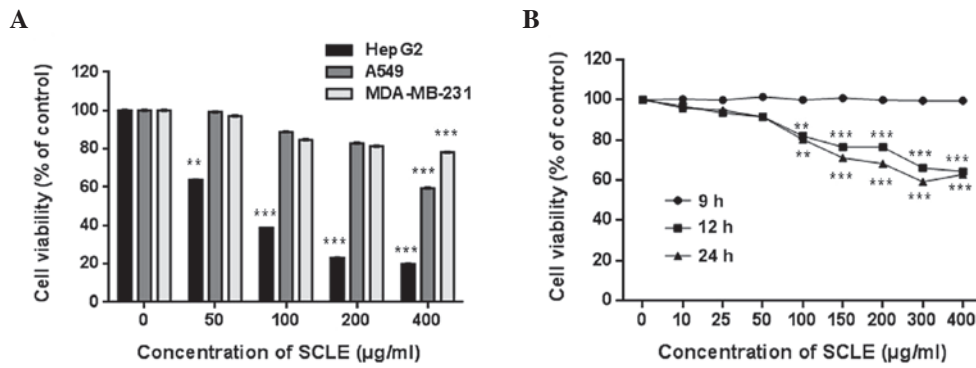 A
HepG2
A549
MDA-MB-231
Cell viability (% of control)
120
100
80
60
40
20
0
**
***
***
***
***
***
0 50 100 200 400
Concentration of SCLE (µg/ml)
B
Cell viability (% of control)
120
100
80
60
40
20
0
** *** *** *** ***
** *** *** *** ***
9 h
12 h
24 h
0 10 25 50 100 150 200 300 400
Concentration of SCLE (µg/ml)